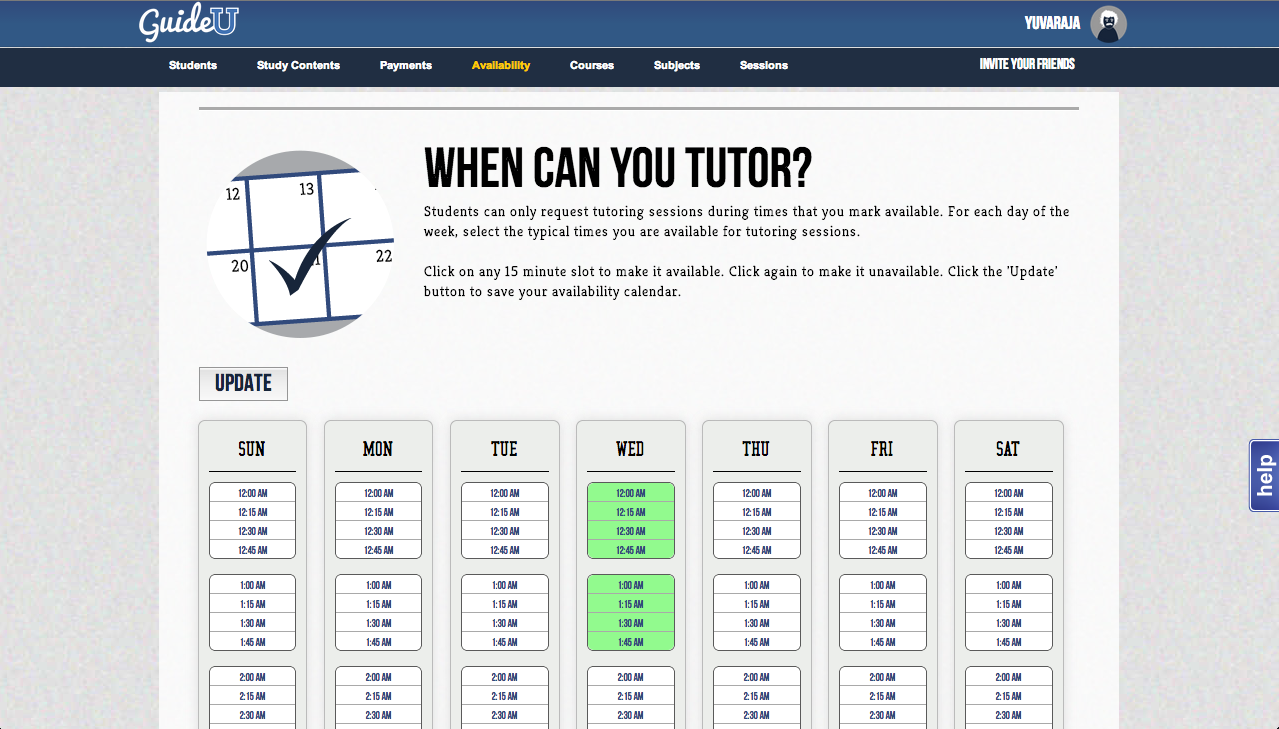 GuideU
YUVARAJA
Students Study Contents Payments Availability Courses Subjects Sessions INVITE YOUR FRIENDS
WHEN CAN YOU TUTOR?
12 13
20 22
Students can only request tutoring sessions during times that you mark available. For each day of the
week, select the typical times you are available for tutoring sessions.
Click on any 15 minute slot to make it available. Click again to make it unavailable. Click the 'Update'
button to save your availability calendar.
UPDATE
help
SUN MON TUE WED THU FRI SAT
12:00 AM 12:00 AM 12:00 AM 12:00 AM 12:00 AM 12:00 AM 12:00 AM
12:15 AM 12:15 AM 12:15 AM 12:15 AM 12:15 AM 12:15 AM 12:15 AM
12:30 AM 12:30 AM 12:30 AM 12:30 AM 12:30 AM 12:30 AM 12:30 AM
12:45 AM 12:45 AM 12:45 AM 12:45 AM 12:45 AM 12:45 AM 12:45 AM
1:00 AM 1:00 AM 1:00 AM 1:00 AM 1:00 AM 1:00 AM 1:00 AM
1:15 AM 1:15 AM 1:15 AM 1:15 AM 1:15 AM 1:15 AM 1:15 AM
1:30 AM 1:30 AM 1:30 AM 1:30 AM 1:30 AM 1:30 AM 1:30 AM
1:45 AM 1:45 AM 1:45 AM 1:45 AM 1:45 AM 1:45 AM 1:45 AM
2:00 AM 2:00 AM 2:00 AM 2:00 AM 2:00 AM 2:00 AM 2:00 AM
2:15 AM 2:15 AM 2:15 AM 2:15 AM 2:15 AM 2:15 AM 2:15 AM
2:30 AM 2:30 AM 2:30 AM 2:30 AM 2:30 AM 2:30 AM 2:30 AM